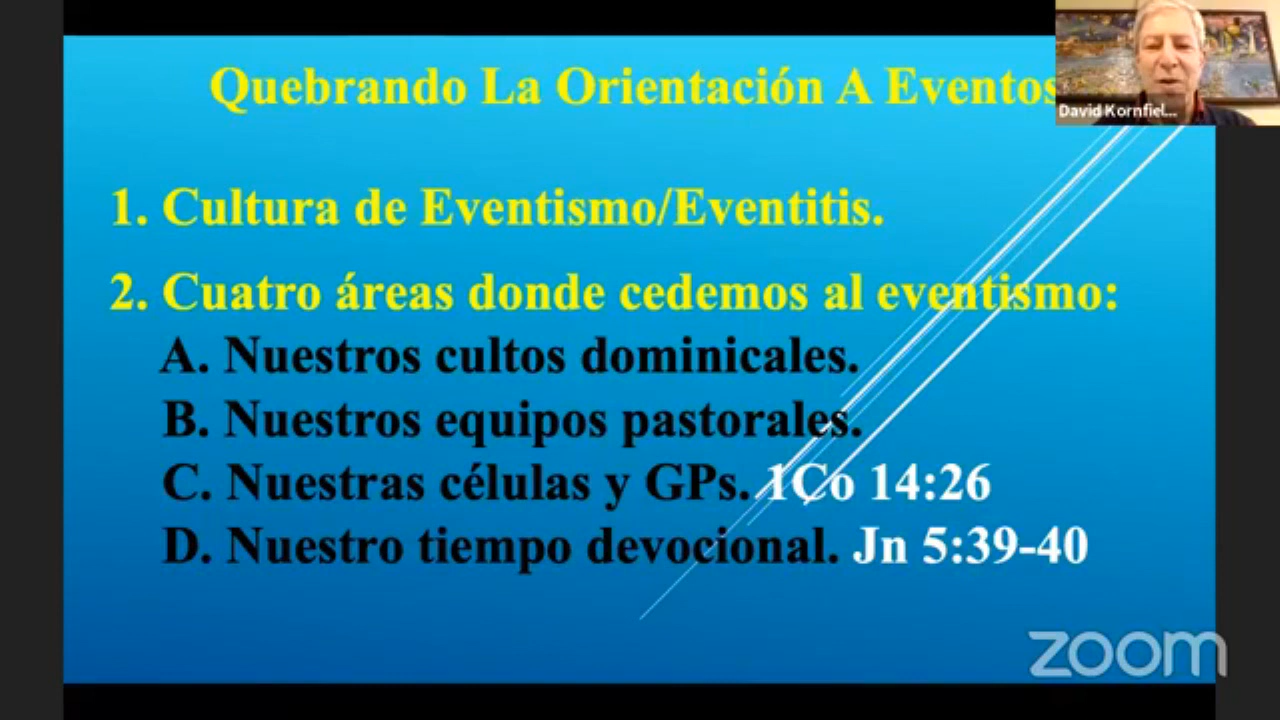 Quebrando La Orientación A Eventos
David Kornfiel...
1. Cultura de Eventismo/Eventitis.
2. Cuatro áreas donde cedemos al eventismo:
A. Nuestros cultos dominicales.
B. Nuestros equipos pastorales.
C. Nuestras células y GPs. 1Co 14:26
D. Nuestro tiempo devocional. Jn 5:39-40
zoom